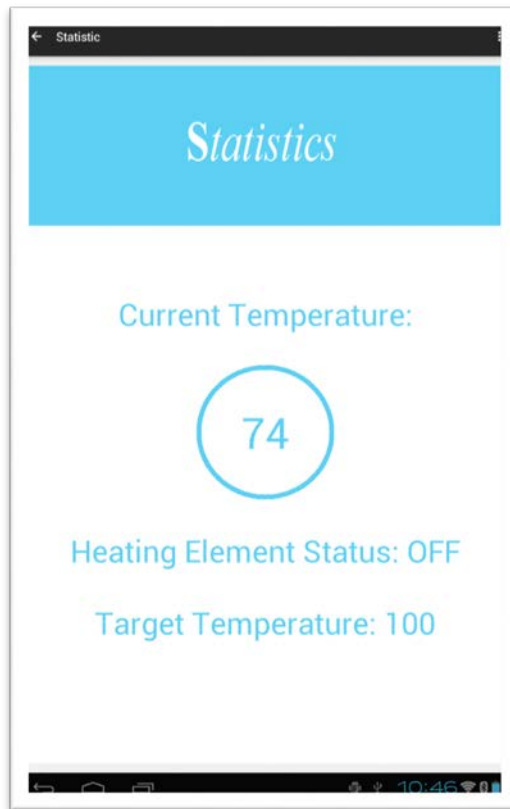 Statistic
Statistics
Current Temperature:
74
Heating Element Status: OFF
Target Temperature: 100
10:46